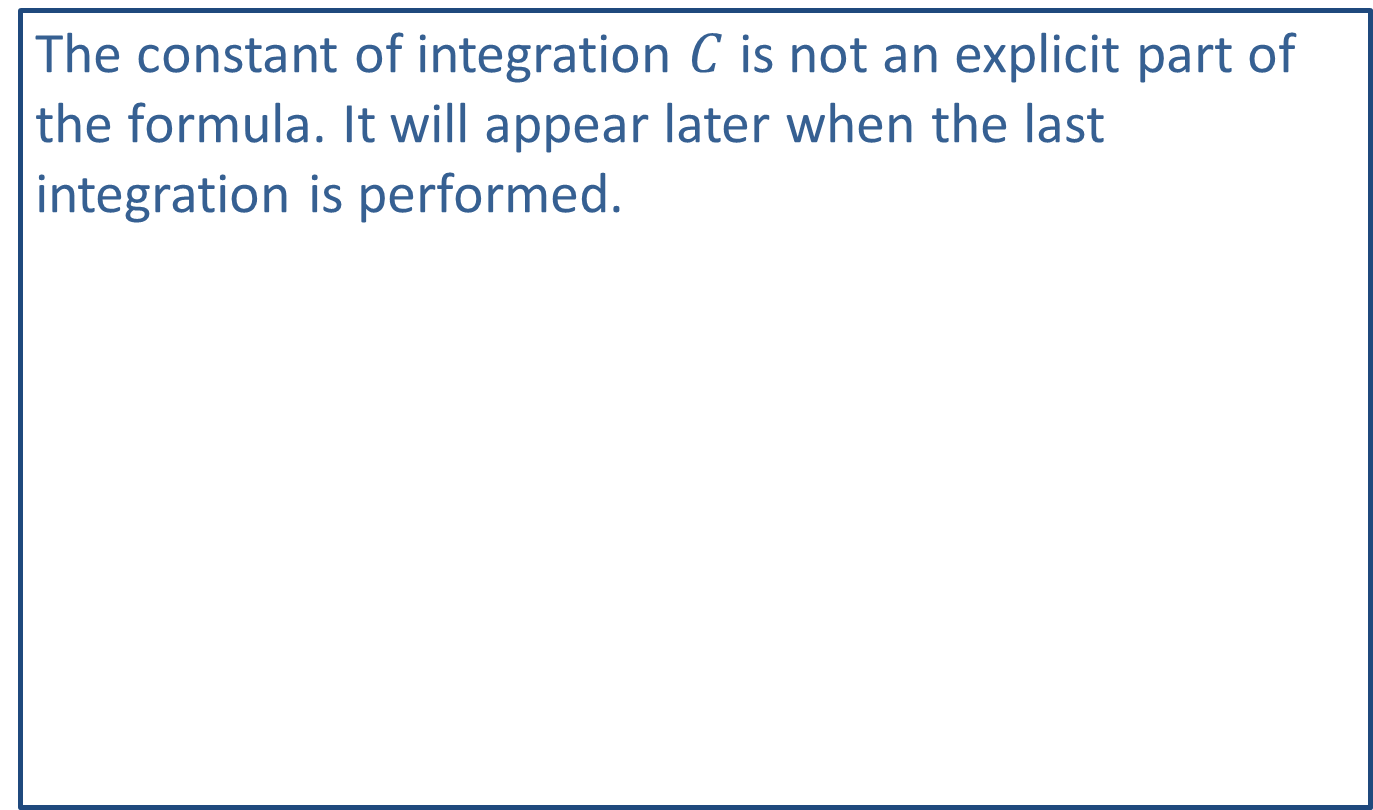 The constant of integration C is not an explicit part of
the formula. It will appear later when the last
integration is performed.